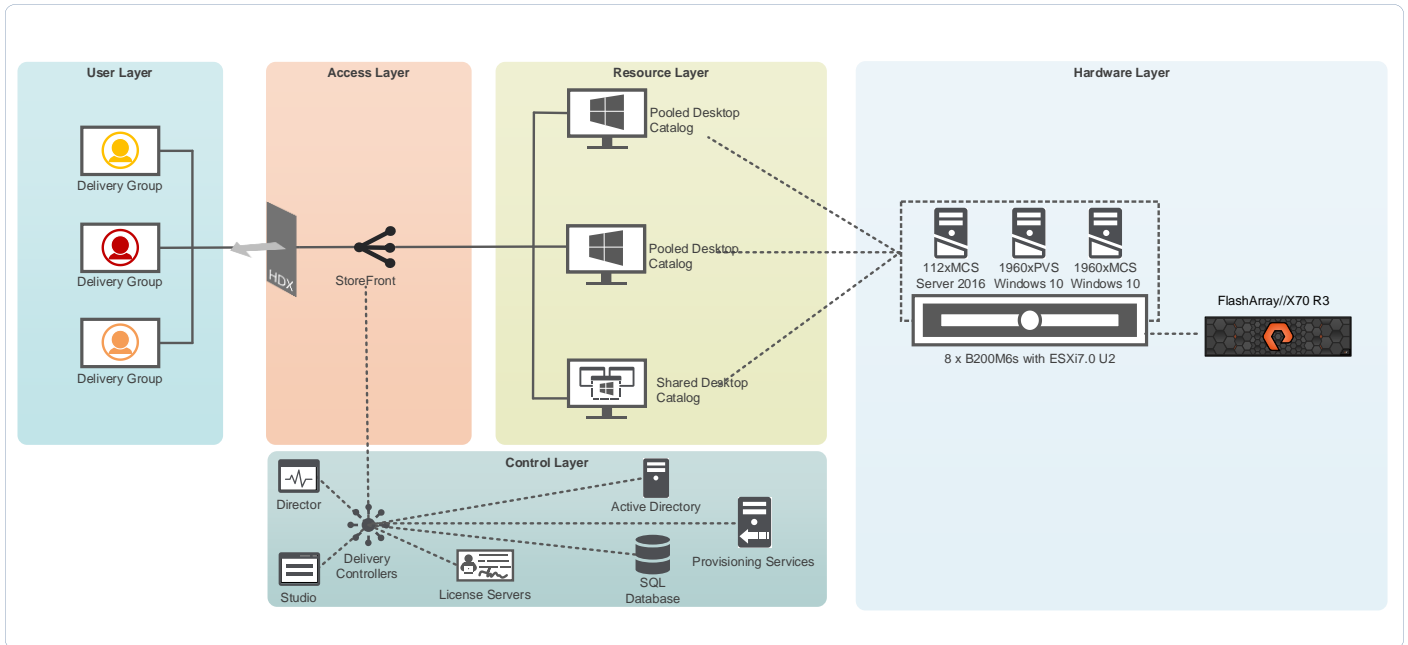 User Layer
Access Layer
Resource Layer
Hardware Layer
Delivery Group
Delivery Group
Delivery Group
HDX
StoreFront
Pooled Desktop
Catalog
Pooled Desktop
Catalog
Shared Desktop
Catalog
112xMCS
Server 2016
1960xPVS
Windows 10
1960xMCS
Windows 10
8 x B200M6s with ESXi7.0 U2
FlashArray//X70 R3
Control Layer
Director
Studio
Delivery
Controllers
License Servers
Active Directory
SQL
Database
Provisioning Services